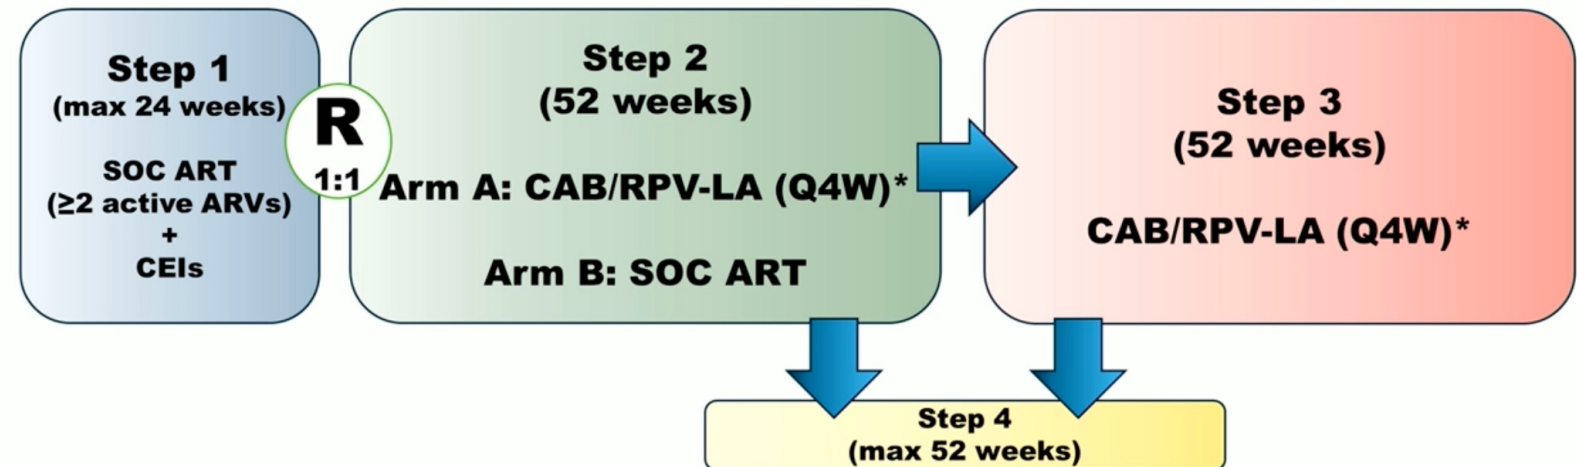 Step 1
(max 24 weeks)
SOC ART
(≥2 active ARVs)
+
CEIs
R
1:1
Step 2
(52 weeks)
Arm A: CAB/RPV-LA (Q4W)*
Arm B: SOC ART
Step 3
(52 weeks)
CAB/RPV-LA (Q4W)*
Step 4
(max 52 weeks)